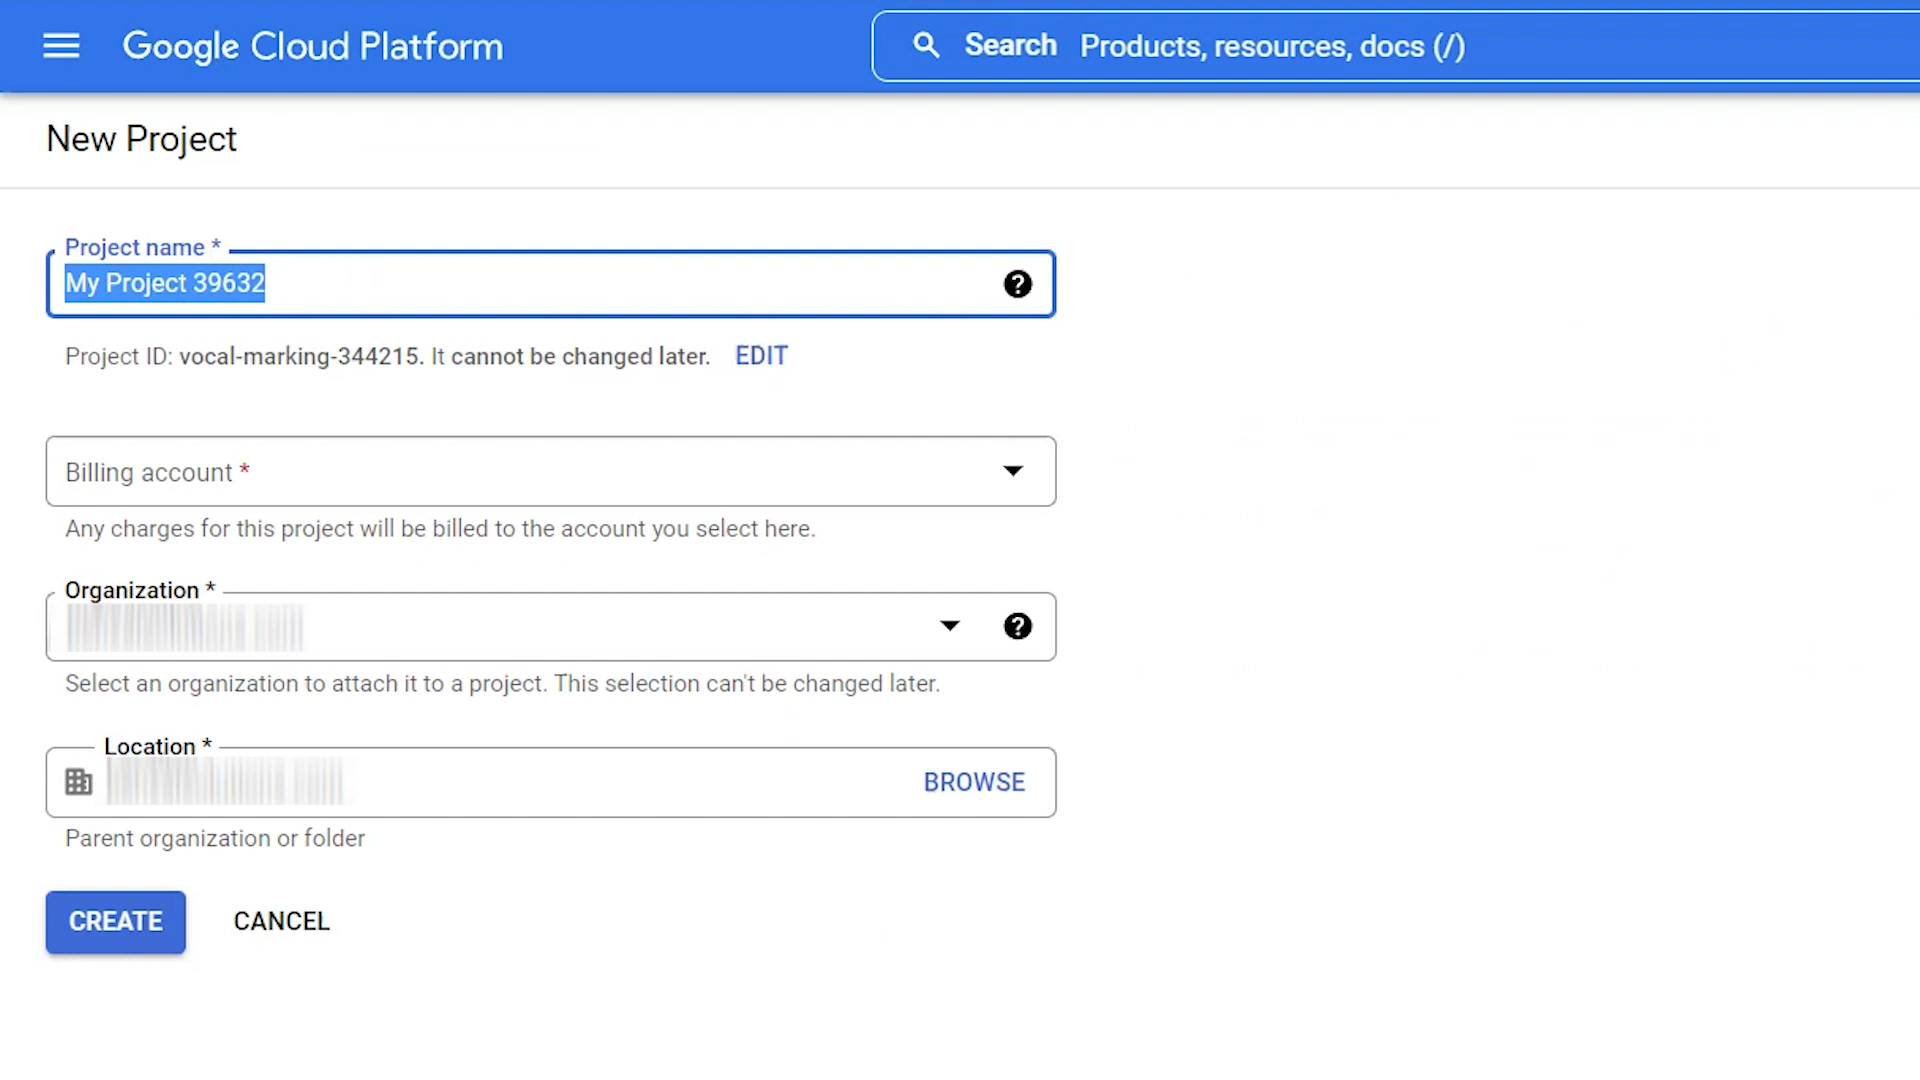 Google Cloud Platform
Search Products, resources, docs (/)
New Project
Project name *
My Project 39632
Project ID: vocal-marking-344215. It cannot be changed later. EDIT
Billing account *
Any charges for this project will be billed to the account you select here.
Organization *
Select an organization to attach it to a project. This selection can't be changed later.
Location *
BROWSE
Parent organization or folder
CREATE CANCEL